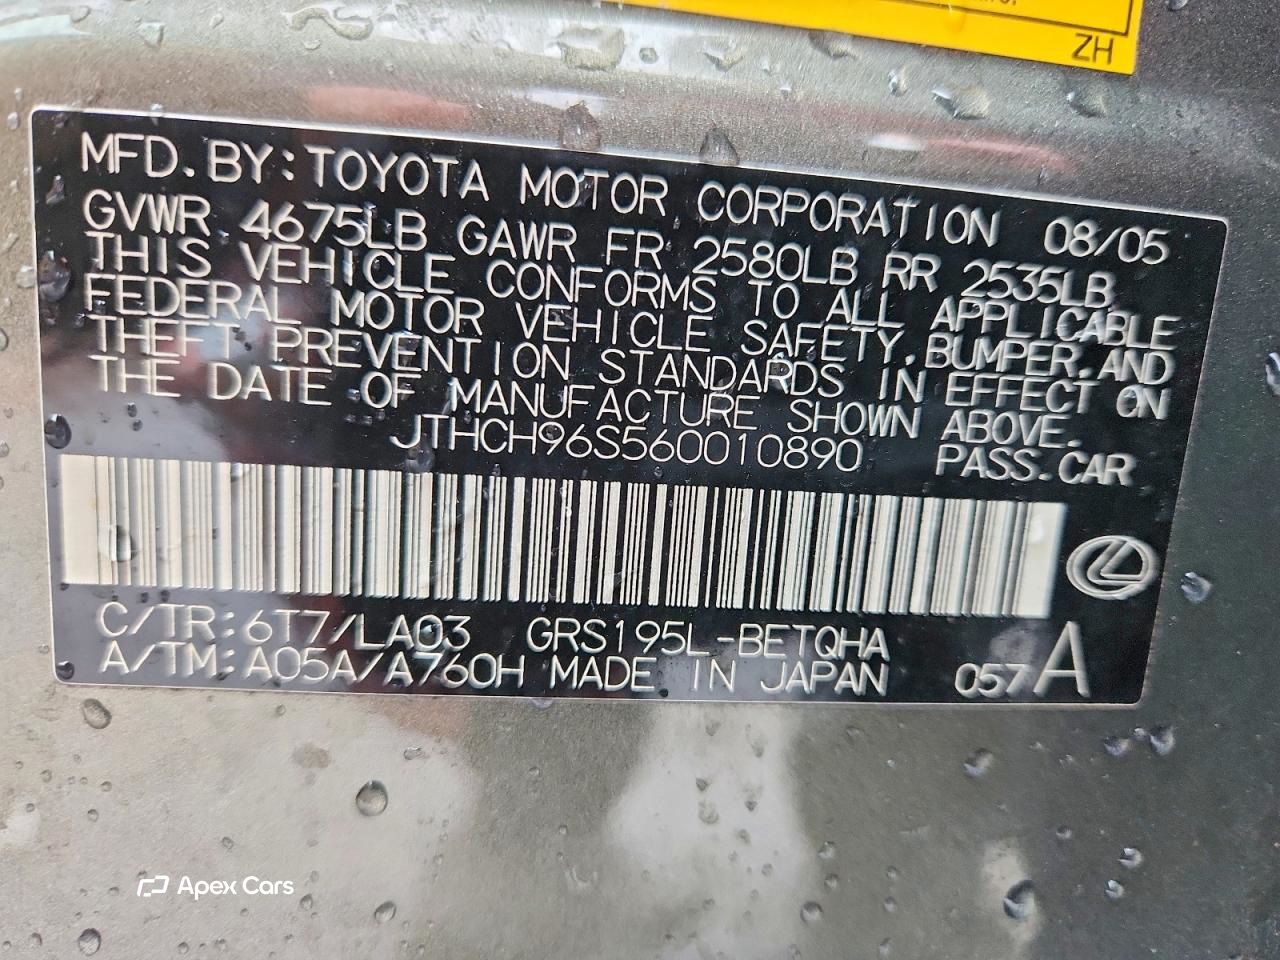 ZH
MFD. BY: TOYOTA MOTOR CORPORATION 08/05
GVWR 4675LB GAWR FR 2580LB RR 2535LB
THIS VEHICLE CONFORMS TO ALL APPLICABLE
FEDERAL MOTOR VEHICLE SAFETY, BUMPER, AND
THEFT PREVENTION STANDARDS IN EFFECT ON
THE DATE OF MANUFACTURE SHOWN ABOVE.
JTHCH96S560010890 PASS. CAR
C/TR: 6T7/LA03 GRS195L-BETQHA
A/TM: A05A/A760H MADE IN JAPAN 057A
Apex Cars